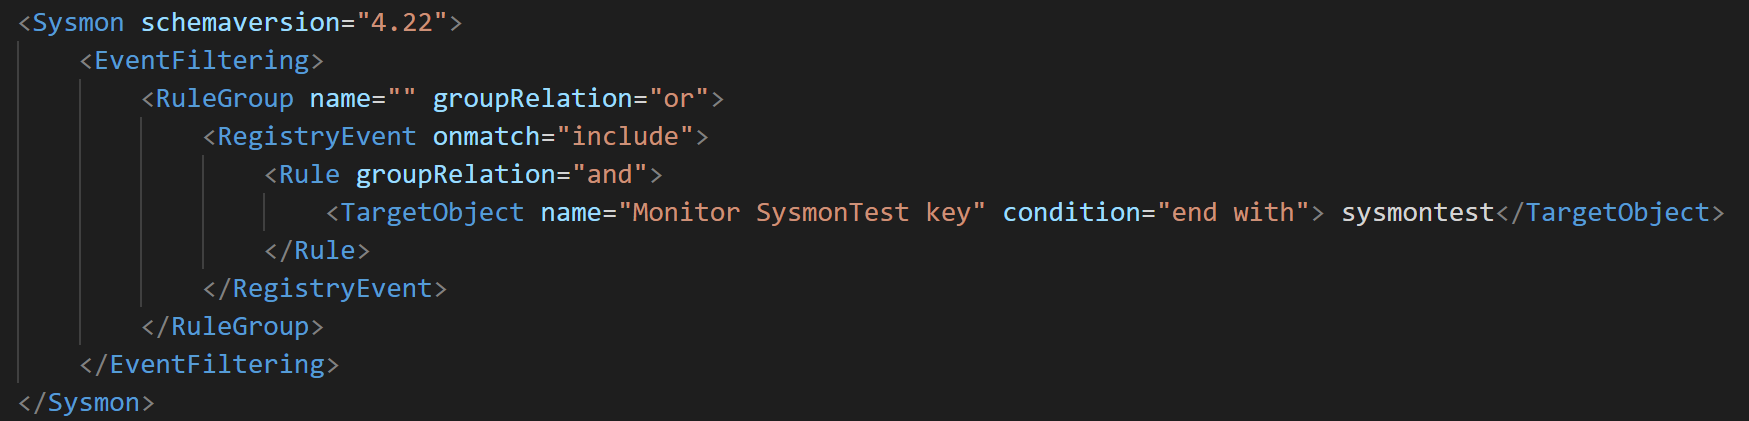 <Sysmon schemaversion="4.22">
    <EventFiltering>
        <RuleGroup name="" groupRelation="or">
            <RegistryEvent onmatch="include">
                <Rule groupRelation="and">
                    <TargetObject name="Monitor SysmonTest key" condition="end with"> sysmontest</TargetObject>
                </Rule>
            </RegistryEvent>
        </RuleGroup>
    </EventFiltering>
</Sysmon>